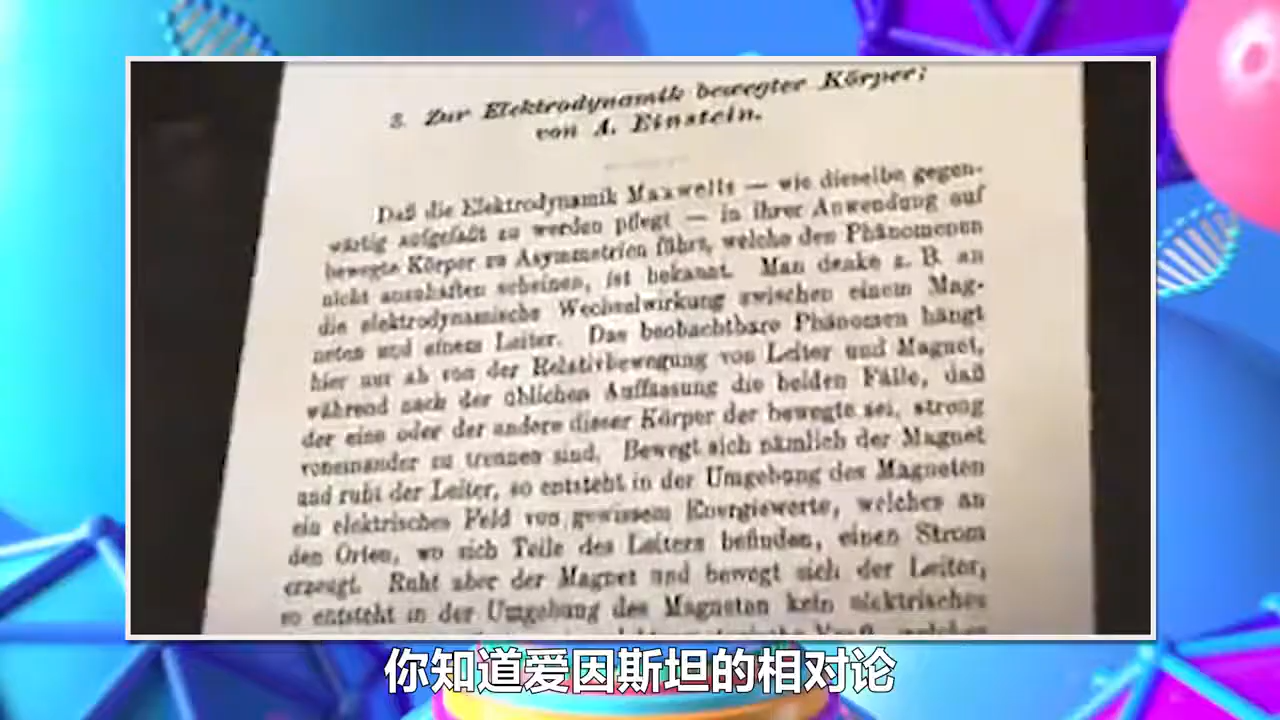 3. Zur Elektrodynamik bewegter Körper;
von A. Einstein.
Daß die Elektrodynamik Maxwells — wie dieselbe gegen-
wärtig aufgefaßt zu werden pflegt — in ihrer Anwendung auf
bewegte Körper zu Asymmetrien führt, welche den Phänomenen
nicht anzuhaften scheinen, ist bekannt. Man denke z. B. an
die elektrodynamische Wechselwirkung zwischen einem Mag-
neten und einem Leiter. Das beobachtbare Phänomen hängt
hier nur ab von der Relativbewegung von Leiter und Magnet,
während nach der üblichen Auffassung die beiden Fälle, daß
der eine oder der andere dieser Körper der bewegte sei, streng
voneinander zu trennen sind. Bewegt sich nämlich der Magnet
und ruht der Leiter, so entsteht in der Umgebung des Magneten
ein elektrisches Feld von gewissem Energiewerte, welches an
den Orten, wo sich Teile des Leiters befinden, einen Strom
erzeugt. Ruht aber der Magnet und bewegt sich der Leiter,
so entsteht in der Umgebung des Magneten kein elektrisches
你知道爱因斯坦的相对论